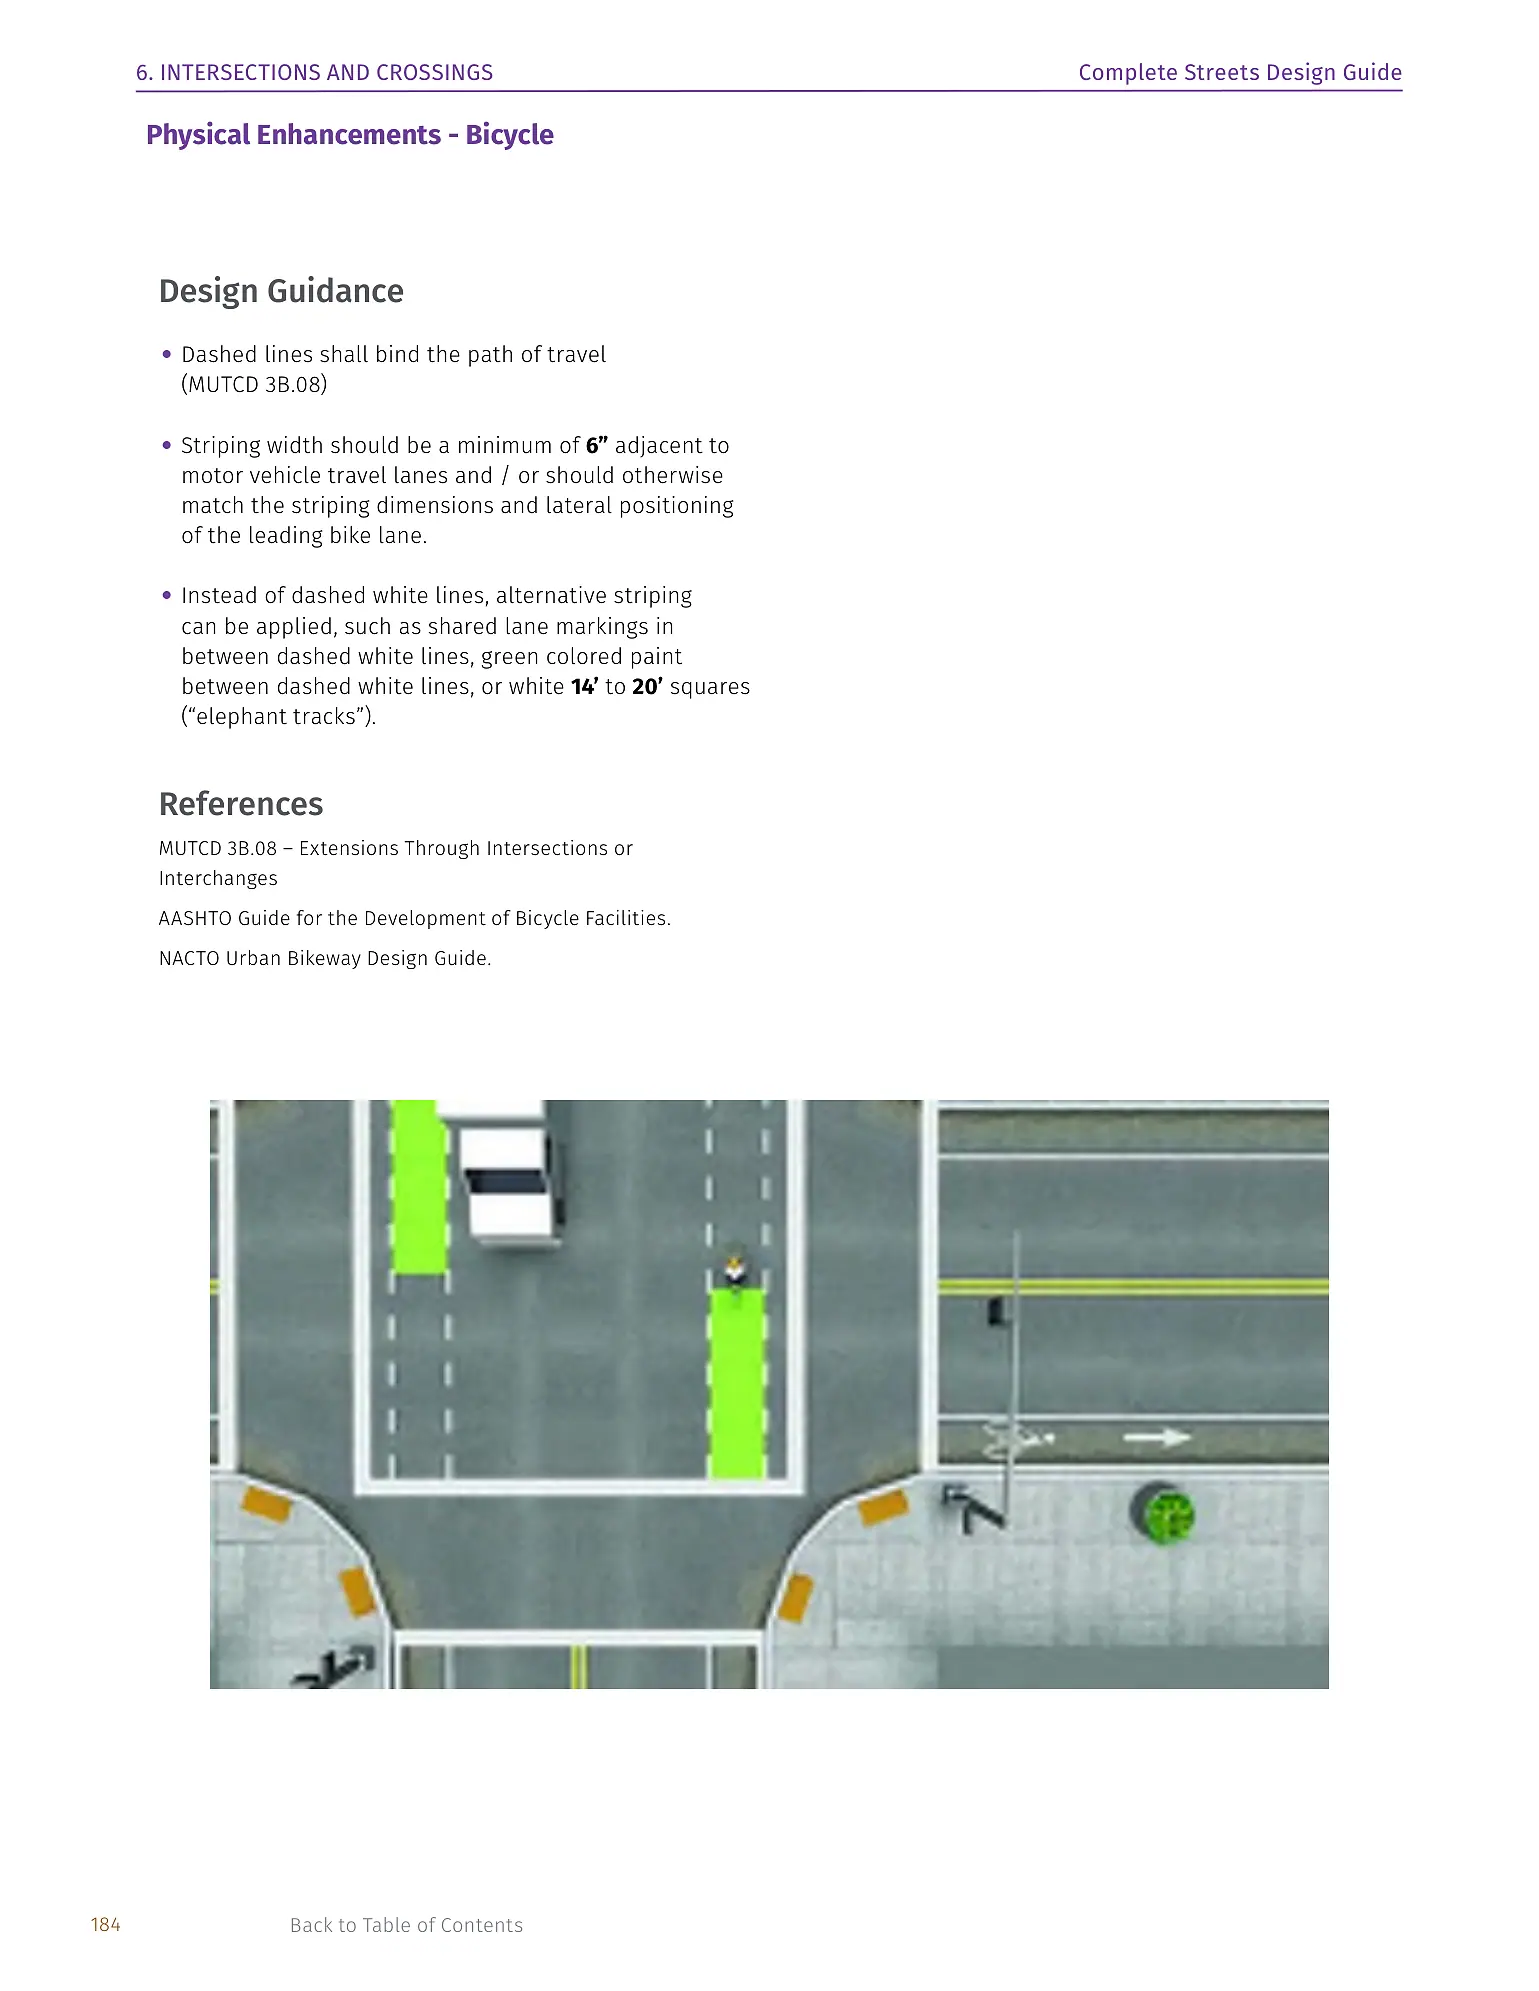 6. INTERSECTIONS AND CROSSINGS
Complete Streets Design Guide
Physical Enhancements - Bicycle
Design Guidance
• Dashed lines shall bind the path of travel
(MUTCD 3B.08)
• Striping width should be a minimum of 6” adjacent to
motor vehicle travel lanes and / or should otherwise
match the striping dimensions and lateral positioning
of the leading bike lane.
• Instead of dashed white lines, alternative striping
can be applied, such as shared lane markings in
between dashed white lines, green colored paint
between dashed white lines, or white 14’ to 20’ squares
(“elephant tracks”).
References
MUTCD 3B.08 – Extensions Through Intersections or
Interchanges
AASHTO Guide for the Development of Bicycle Facilities.
NACTO Urban Bikeway Design Guide.
184
Back to Table of Contents